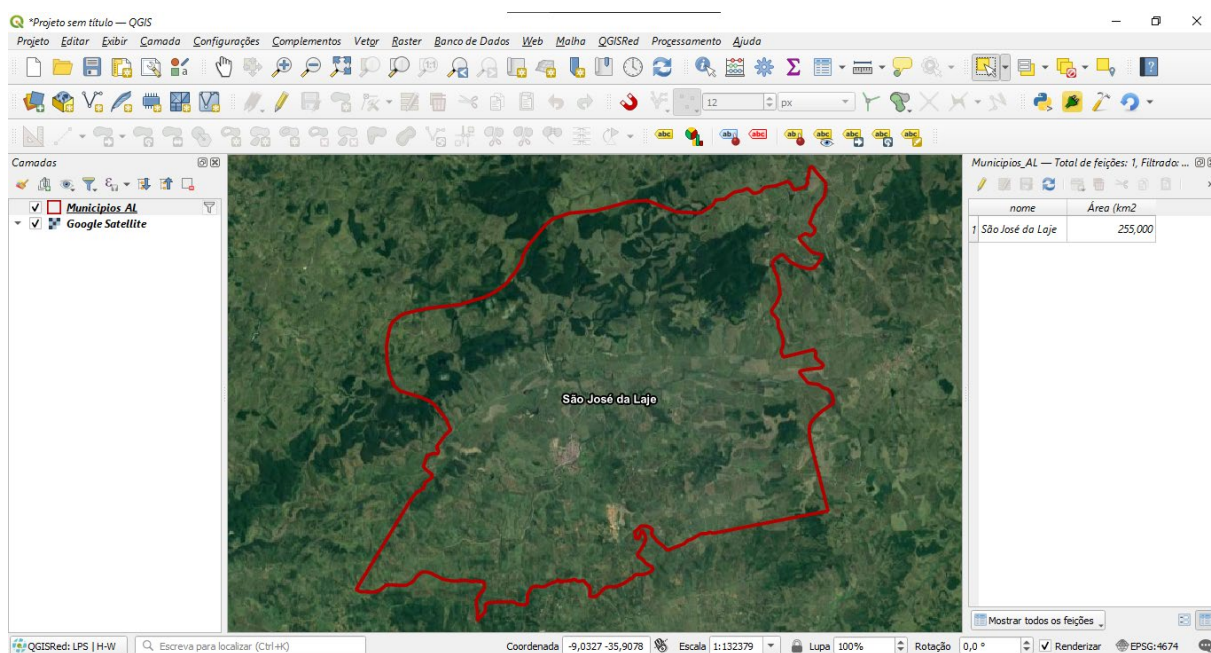 *Projeto sem título — QGIS
Projeto Editar Exibir Camada Configurações Complementos Vetor Raster Banco de Dados Web Malha QGISRed Processamento Ajuda
12 px
abc abc abc
Camadas
Municipios AL
Google Satellite
São José da Laje
Municipios_AL — Total de feições: 1, Filtrado: ...
nome Área (km2
1 São José da Laje 255,000
Mostrar todos os feições
QGISRed: LPS | H-W Escreva para localizar (Ctrl+K) Coordenada -9,0327 -35,9078 Escala 1:132379 Lupa 100% Rotação 0,0 ° Renderizar EPSG:4674